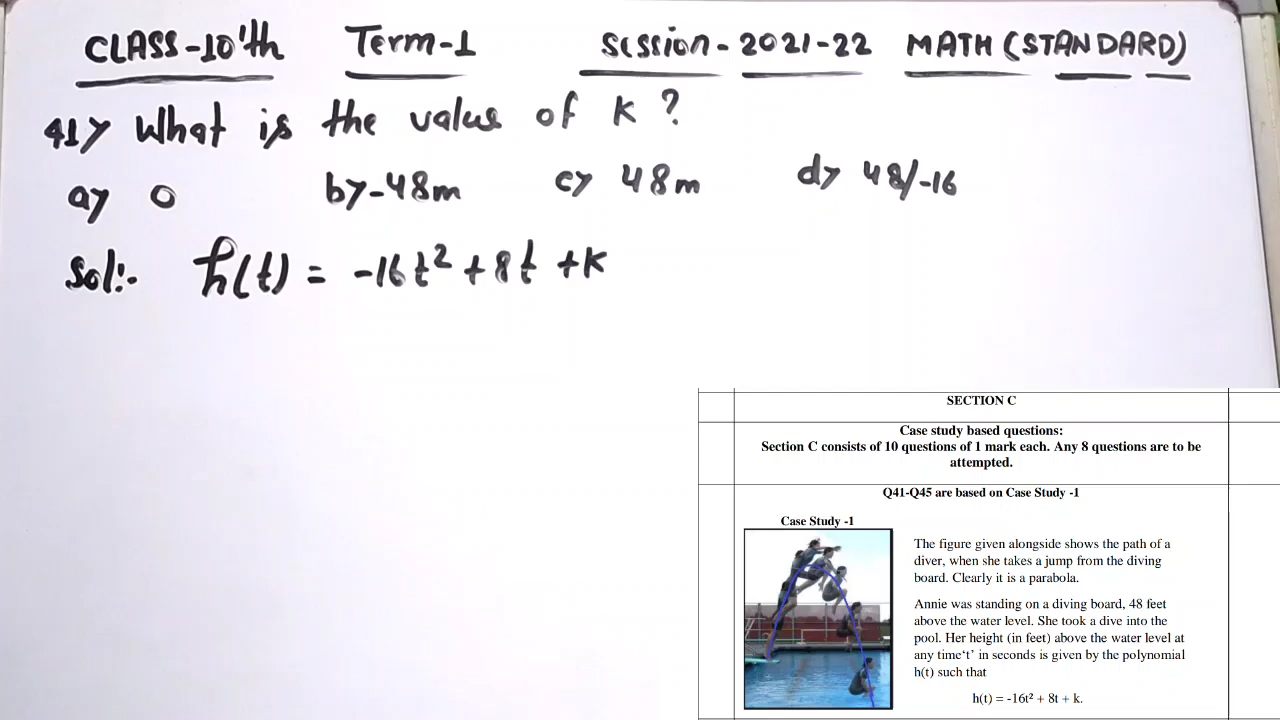 CLASS-10'th Term-1 Session-2021-22 MATH(STANDARD)
41> What is the value of K ?
a> 0 b>-48m c> 48m d> 48/-16
Sol:- h(t) = -16t² + 8t + K
SECTION C
Case study based questions:
Section C consists of 10 questions of 1 mark each. Any 8 questions are to be
attempted.
Q41-Q45 are based on Case Study -1
Case Study -1
The figure given alongside shows the path of a
diver, when she takes a jump from the diving
board. Clearly it is a parabola.
Annie was standing on a diving board, 48 feet
above the water level. She took a dive into the
pool. Her height (in feet) above the water level at
any time‘t’ in seconds is given by the polynomial
h(t) such that
h(t) = -16t² + 8t + k.